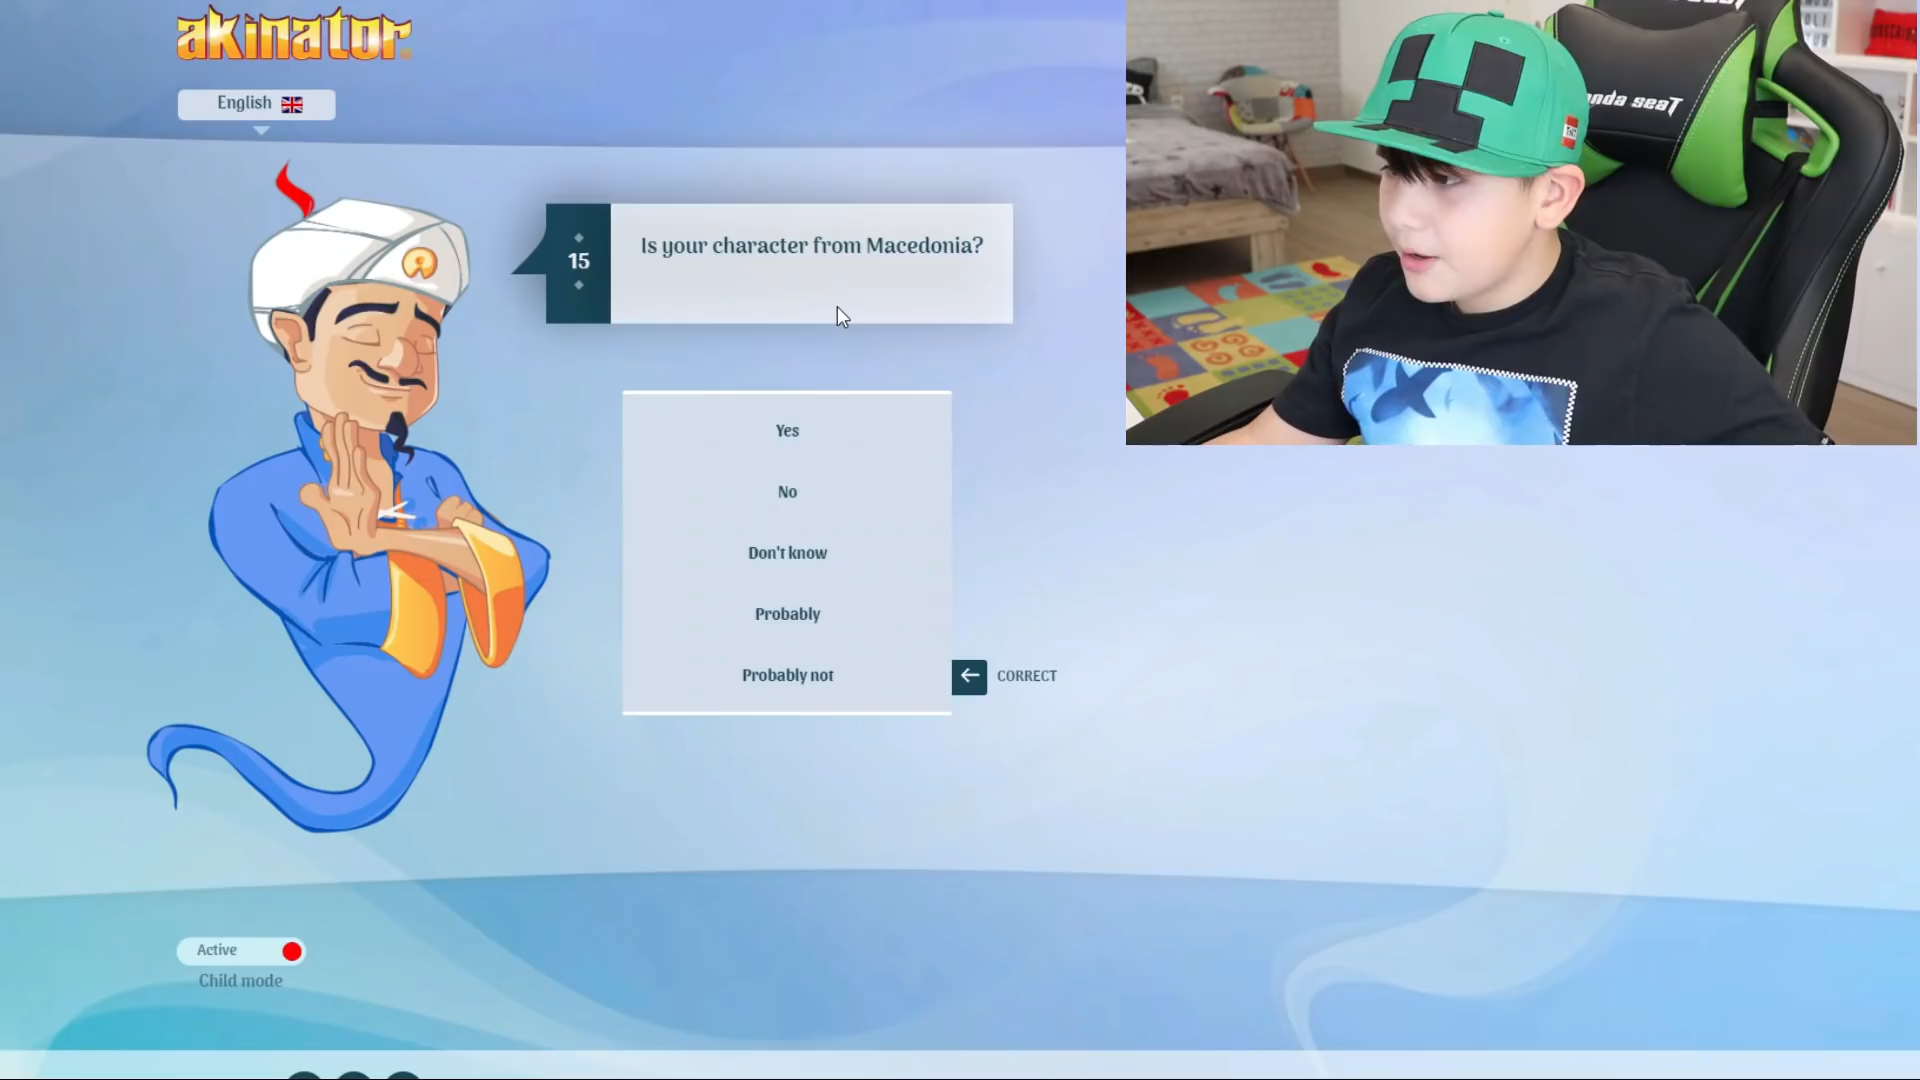 akinator
English
15
Is your character from Macedonia?
Yes
No
Don't know
Probably
Probably not
CORRECT
Active
Child mode
seaT
TNT